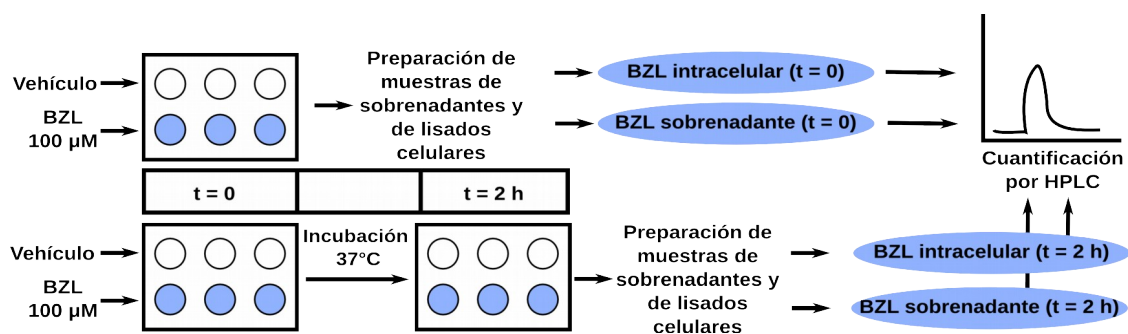 Vehículo
BZL
100 μM
Preparación de
muestras de
sobrenadantes y
de lisados
celulares
BZL intracelular (t = 0)
BZL sobrenadante (t = 0)
Cuantificación
por HPLC
t = 0
t = 2 h
Vehículo
BZL
100 μM
Incubación
37°C
Preparación de
muestras de
sobrenadantes y
de lisados
celulares
BZL intracelular (t = 2 h)
BZL sobrenadante (t = 2 h)